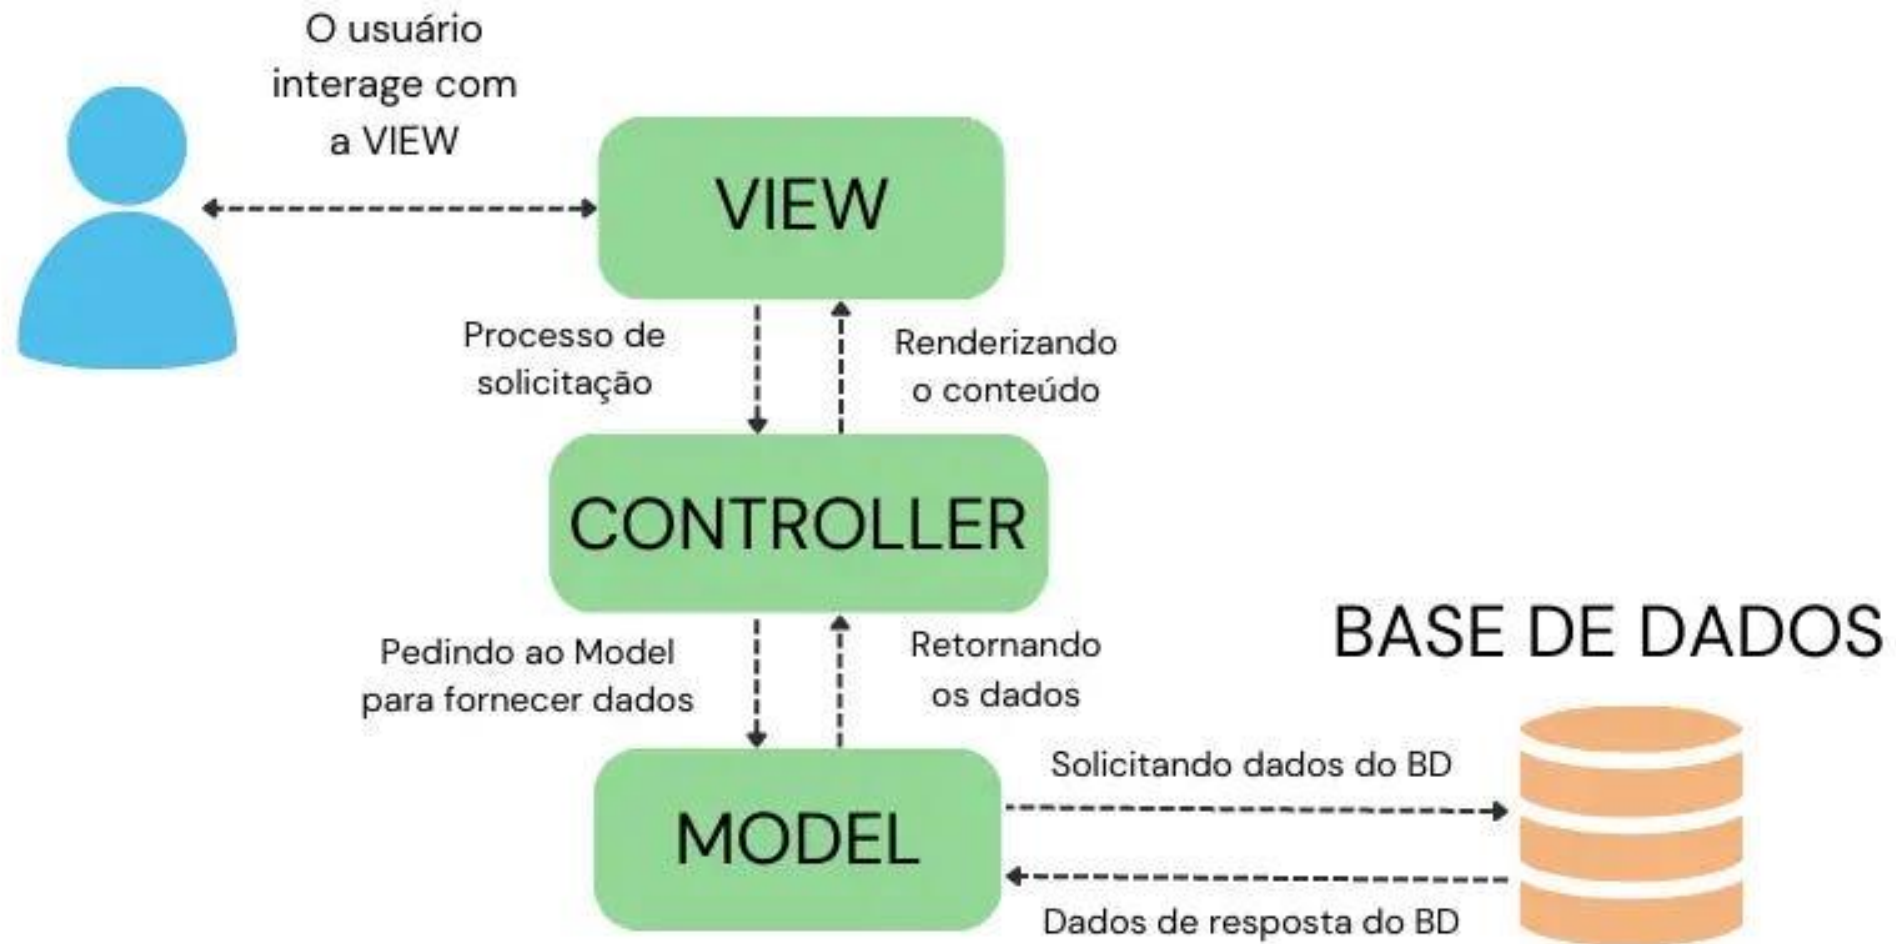 O usuário
interage com
a VIEW
VIEW
Processo de
solicitação
Renderizando
o conteúdo
CONTROLLER
Pedindo ao Model
para fornecer dados
Retornando
os dados
BASE DE DADOS
MODEL
Solicitando dados do BD
Dados de resposta do BD